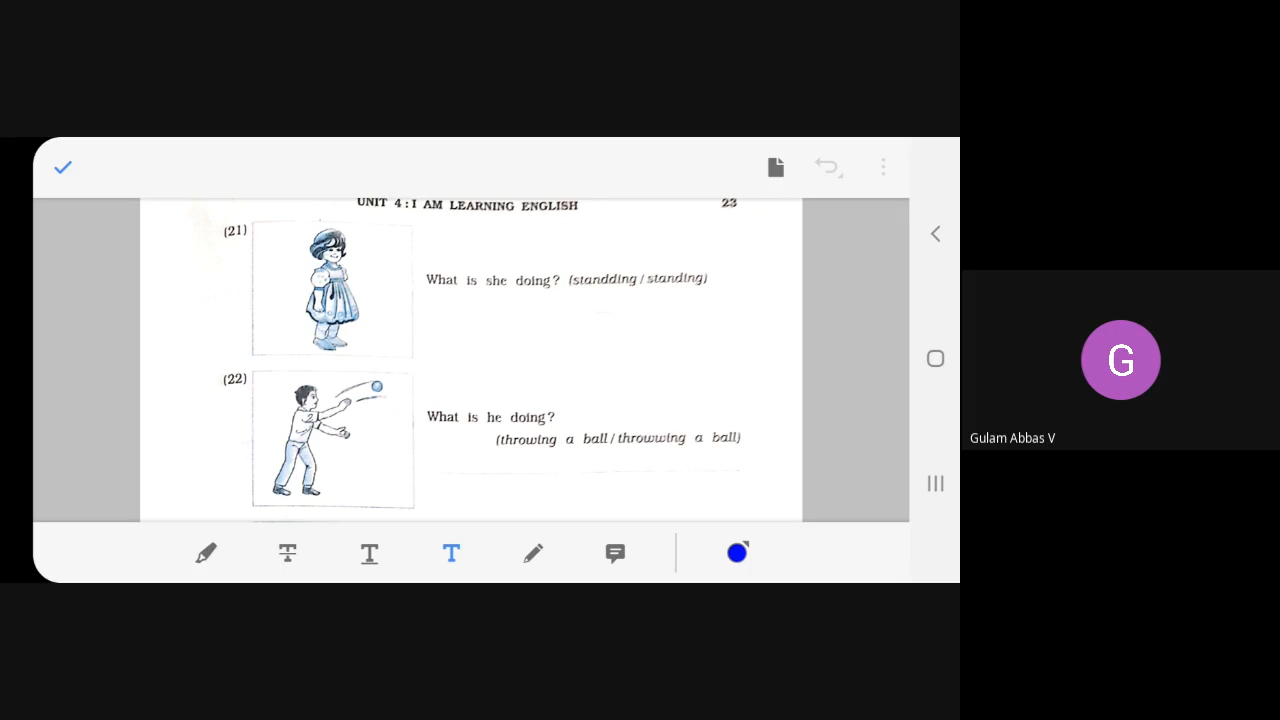 UNIT 4 : I AM LEARNING ENGLISH 23
(21)
What is she doing? (standding / standing)
(22)
What is he doing?
(throwing a ball / throwwing a ball)
G
Gulam Abbas V